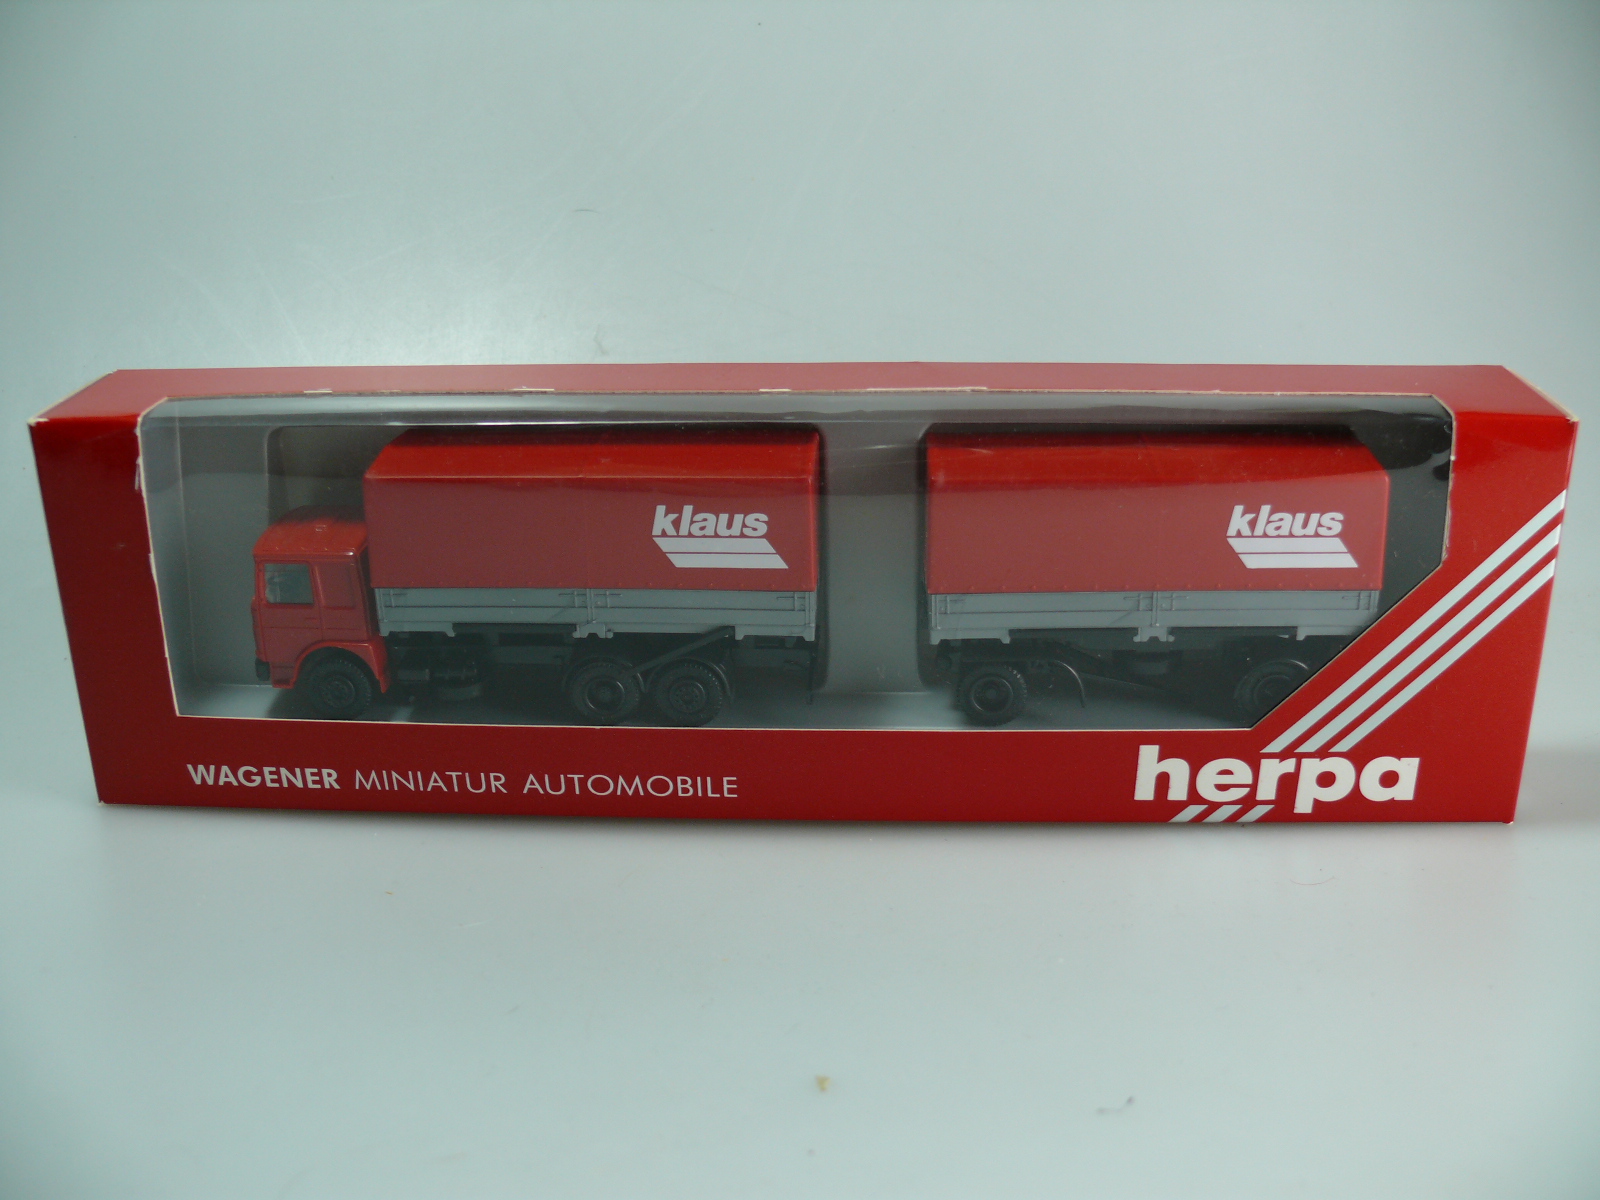 klaus
klaus
WAGENER MINIATUR AUTOMOBILE
herpa